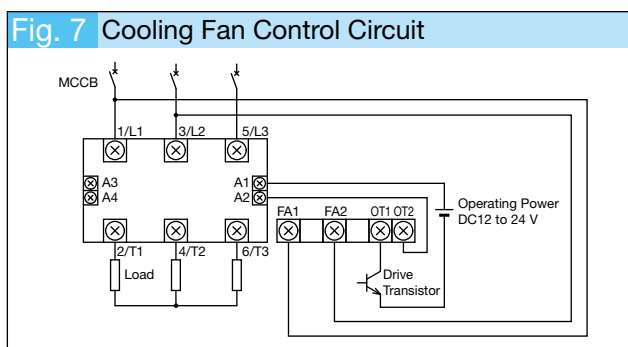 Fig. 7 Cooling Fan Control Circuit
MCCB
1/L1 3/L2 5/L3
A3 A1
A4 A2
FA1 FA2 OT1 OT2
Operating Power
DC12 to 24 V
2/T1 4/T2 6/T3
Load
Drive
Transistor